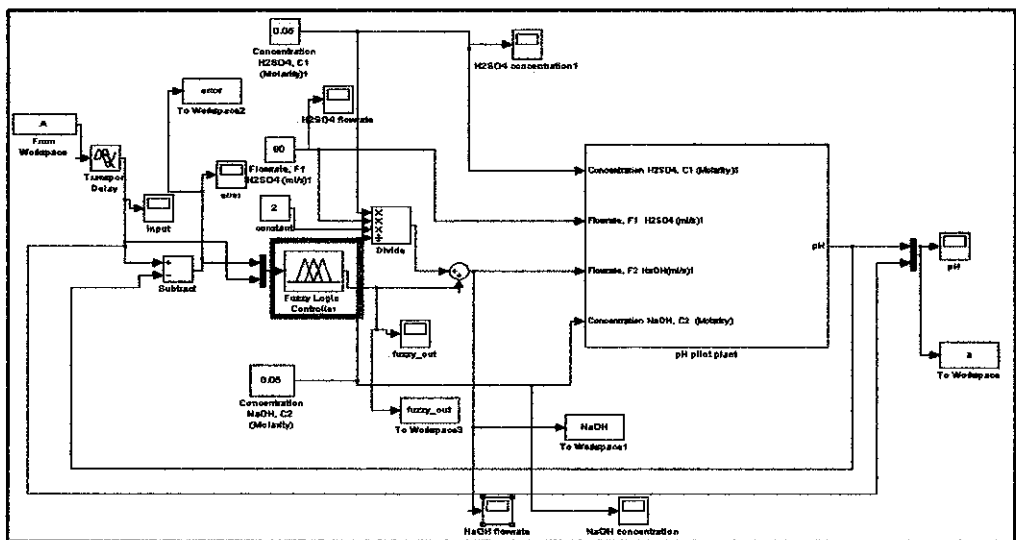 0.05
Concentration
H2SO4, C1
(Molarity)1
H2SO4 concentration1
error
To Workspace2
H2SO4 flowrate
A
From
Workspace
Transport
Delay
Flowrate, F1
H2SO4 (ml/s)1
error
input
2
constant
×
×
×
÷
Divide
+
−
Subtract
Fuzzy Logic
Controller
Concentration H2SO4, C1 (Molarity)1
Flowrate, F1 H2SO4 (ml/s)1
Flowrate, F2 NaOH(ml/s)1
Concentration NaOH, C2 (Molarity)
pH
pH pilot plant
pH
fuzzy_out
0.05
Concentration
NaOH, C2
(Molarity)
fuzzy_out
To Workspace3
NaOH
To Workspace1
a
To Workspace
NaOH flowrate
NaOH concentration